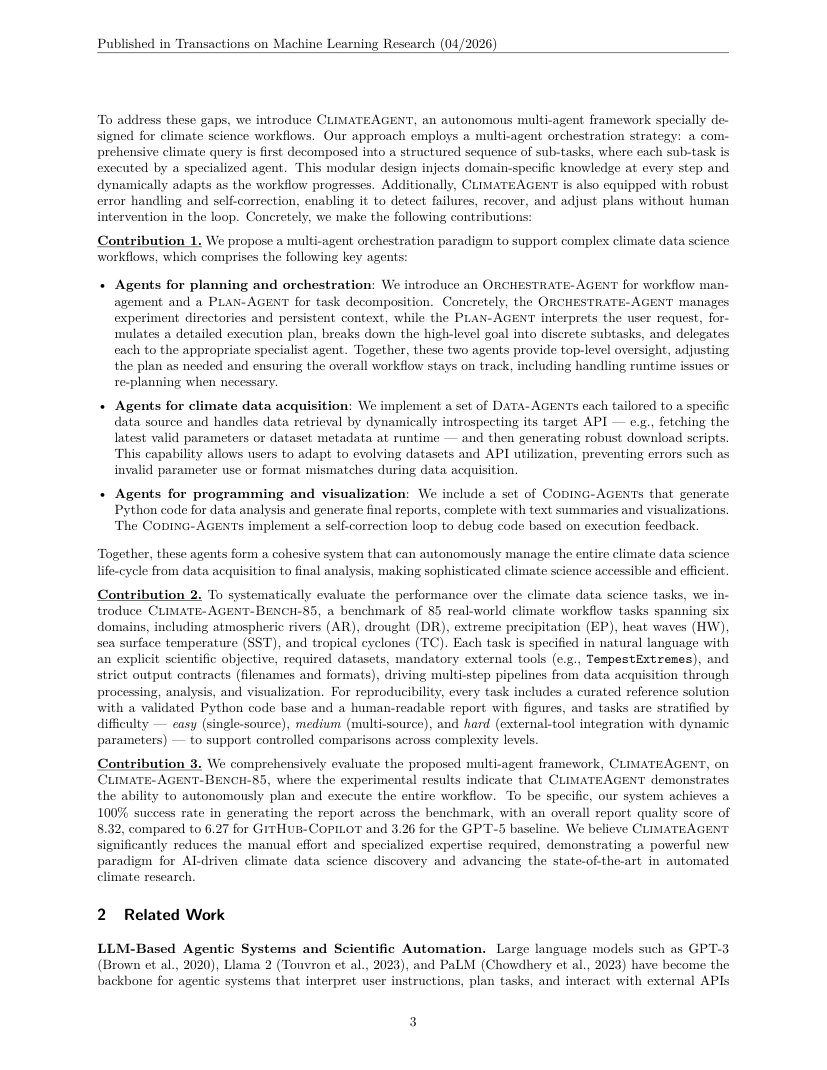 Published in Transactions on Machine Learning Research (04/2026)
To address these gaps, we introduce ClimateAgent, an autonomous multi-agent framework specially de-
signed for climate science workflows. Our approach employs a multi-agent orchestration strategy: a com-
prehensive climate query is first decomposed into a structured sequence of sub-tasks, where each sub-task is
executed by a specialized agent. This modular design injects domain-specific knowledge at every step and
dynamically adapts as the workflow progresses. Additionally, ClimateAgent is also equipped with robust
error handling and self-correction, enabling it to detect failures, recover, and adjust plans without human
intervention in the loop. Concretely, we make the following contributions:
Contribution 1. We propose a multi-agent orchestration paradigm to support complex climate data science
workflows, which comprises the following key agents:
• Agents for planning and orchestration: We introduce an Orchestrate-Agent for workflow man-
agement and a Plan-Agent for task decomposition. Concretely, the Orchestrate-Agent manages
experiment directories and persistent context, while the Plan-Agent interprets the user request, for-
mulates a detailed execution plan, breaks down the high-level goal into discrete subtasks, and delegates
each to the appropriate specialist agent. Together, these two agents provide top-level oversight, adjusting
the plan as needed and ensuring the overall workflow stays on track, including handling runtime issues or
re-planning when necessary.
• Agents for climate data acquisition: We implement a set of Data-Agents each tailored to a specific
data source and handles data retrieval by dynamically introspecting its target API — e.g., fetching the
latest valid parameters or dataset metadata at runtime — and then generating robust download scripts.
This capability allows users to adapt to evolving datasets and API utilization, preventing errors such as
invalid parameter use or format mismatches during data acquisition.
• Agents for programming and visualization: We include a set of Coding-Agents that generate
Python code for data analysis and generate final reports, complete with text summaries and visualizations.
The Coding-Agents implement a self-correction loop to debug code based on execution feedback.
Together, these agents form a cohesive system that can autonomously manage the entire climate data science
life-cycle from data acquisition to final analysis, making sophisticated climate science accessible and efficient.
Contribution 2. To systematically evaluate the performance over the climate data science tasks, we in-
troduce Climate-Agent-Bench-85, a benchmark of 85 real-world climate workflow tasks spanning six
domains, including atmospheric rivers (AR), drought (DR), extreme precipitation (EP), heat waves (HW),
sea surface temperature (SST), and tropical cyclones (TC). Each task is specified in natural language with
an explicit scientific objective, required datasets, mandatory external tools (e.g., TempestExtremes), and
strict output contracts (filenames and formats), driving multi-step pipelines from data acquisition through
processing, analysis, and visualization. For reproducibility, every task includes a curated reference solution
with a validated Python code base and a human-readable report with figures, and tasks are stratified by
difficulty — easy (single-source), medium (multi-source), and hard (external-tool integration with dynamic
parameters) — to support controlled comparisons across complexity levels.
Contribution 3. We comprehensively evaluate the proposed multi-agent framework, ClimateAgent, on
Climate-Agent-Bench-85, where the experimental results indicate that ClimateAgent demonstrates
the ability to autonomously plan and execute the entire workflow. To be specific, our system achieves a
100% success rate in generating the report across the benchmark, with an overall report quality score of
8.32, compared to 6.27 for GitHub-Copilot and 3.26 for the GPT-5 baseline. We believe ClimateAgent
significantly reduces the manual effort and specialized expertise required, demonstrating a powerful new
paradigm for AI-driven climate data science discovery and advancing the state-of-the-art in automated
climate research.
2 Related Work
LLM-Based Agentic Systems and Scientific Automation. Large language models such as GPT-3
(Brown et al., 2020), Llama 2 (Touvron et al., 2023), and PaLM (Chowdhery et al., 2023) have become the
backbone for agentic systems that interpret user instructions, plan tasks, and interact with external APIs
3